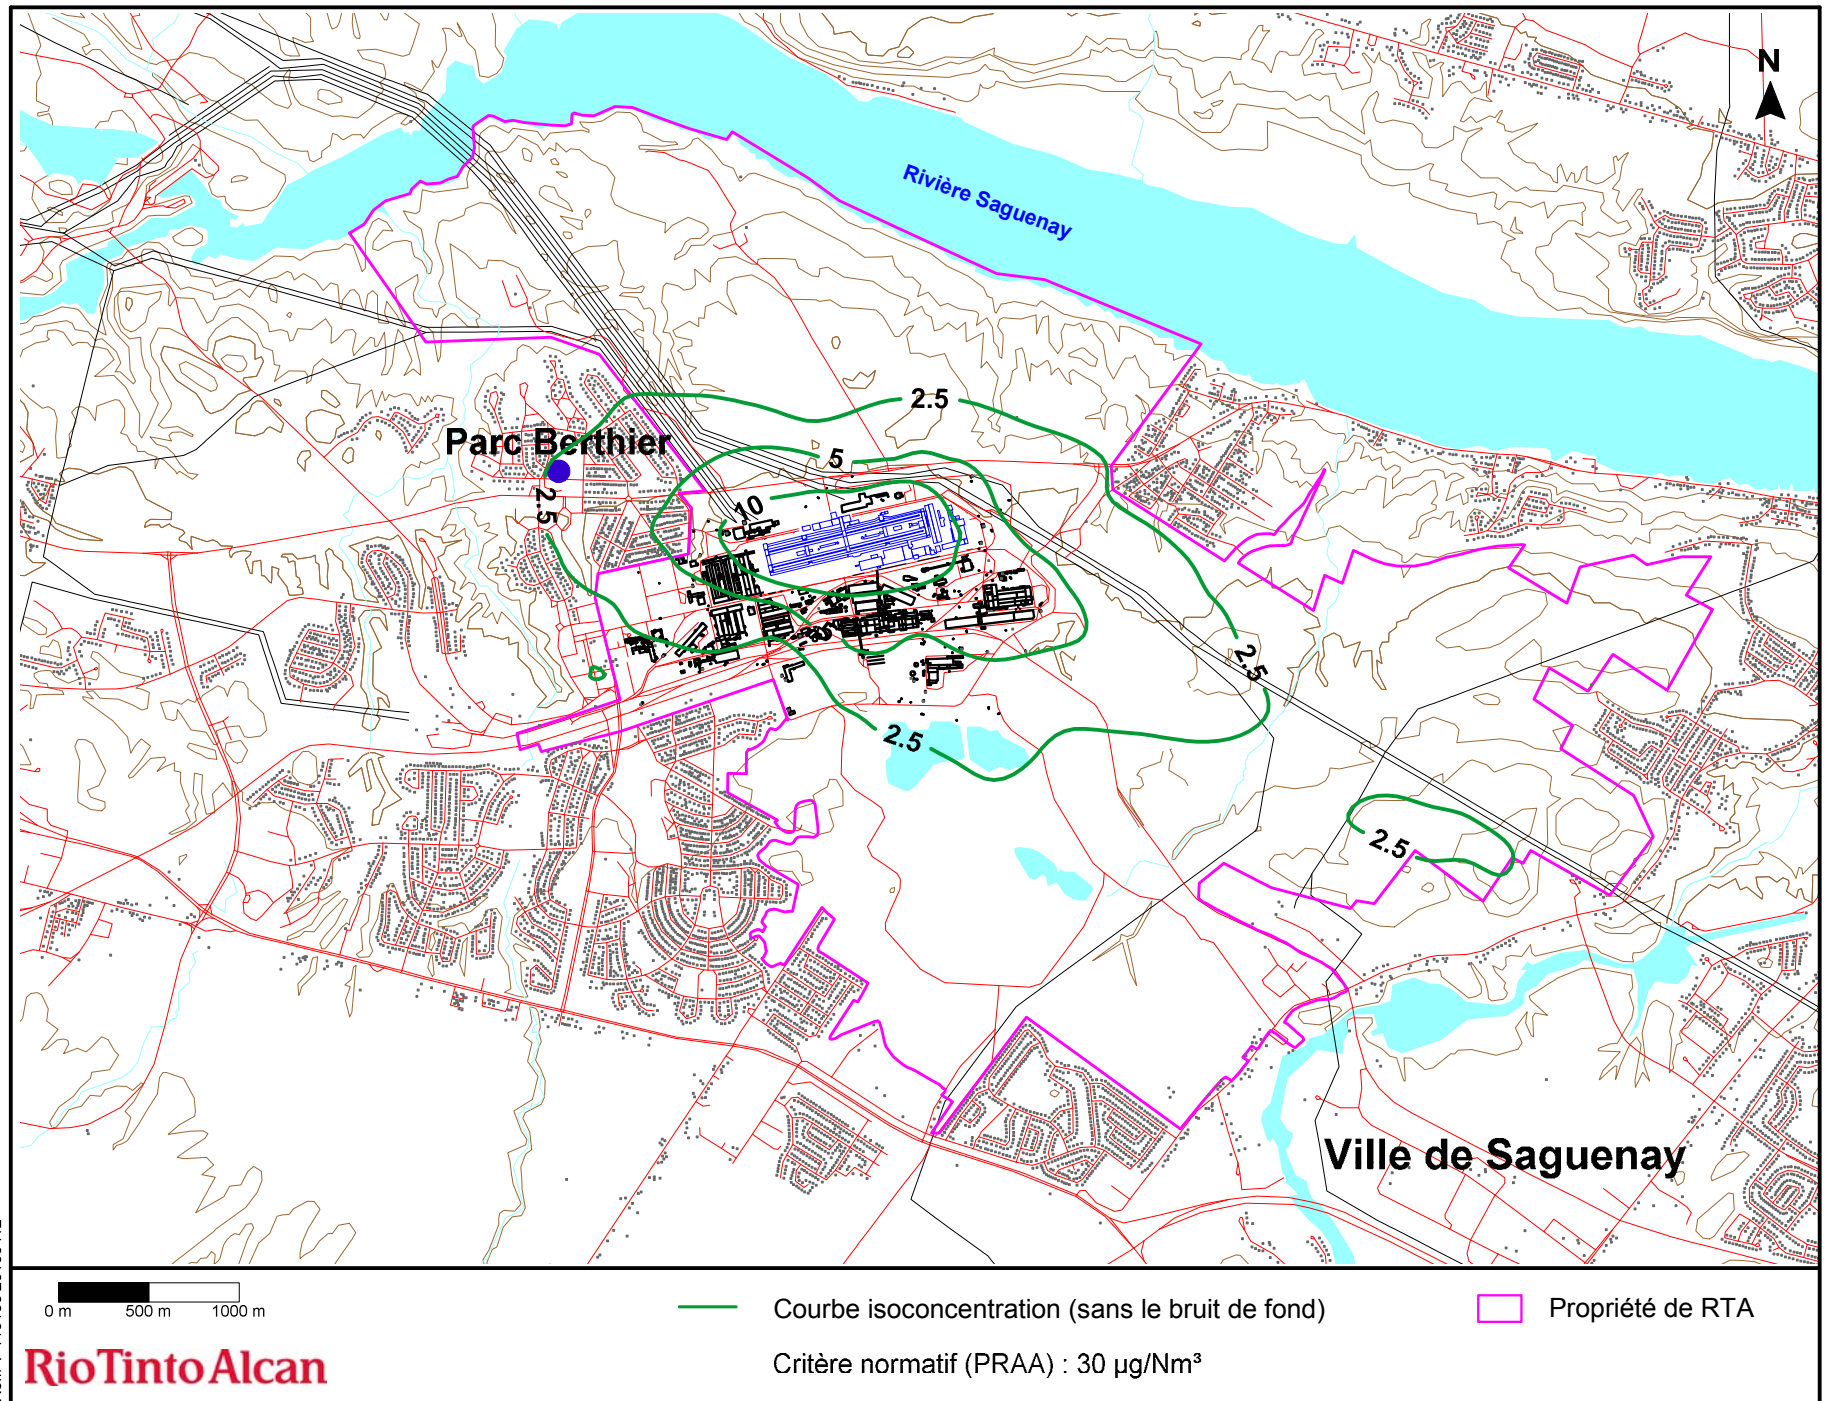 N
Rivière Saguenay
2.5
Parc Berthier
5
2.5
10
2.5
2.5
2.5
Ville de Saguenay
0 m 500 m 1000 m
Courbe isoconcentration (sans le bruit de fond)
Propriété de RTA
RioTinto Alcan
Critère normatif (PRAA) : 30 µg/Nm³